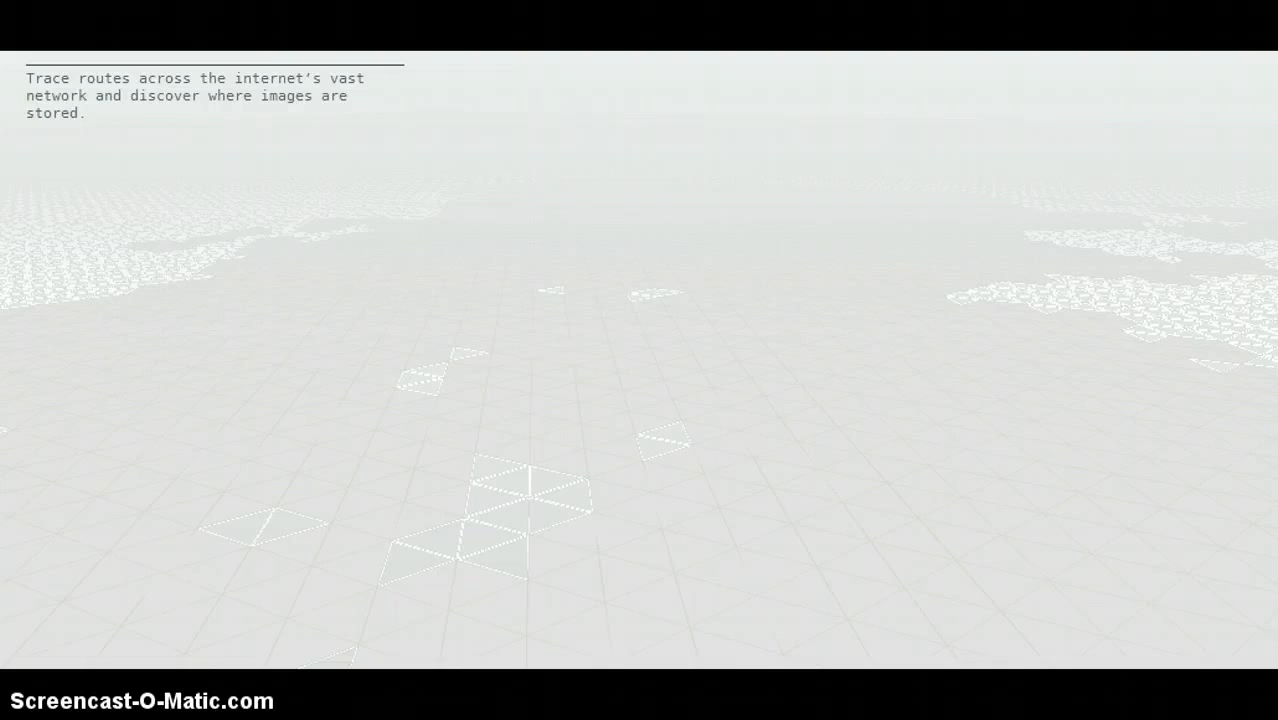 Trace routes across the internet’s vast
network and discover where images are
stored.
Screencast-O-Matic.com